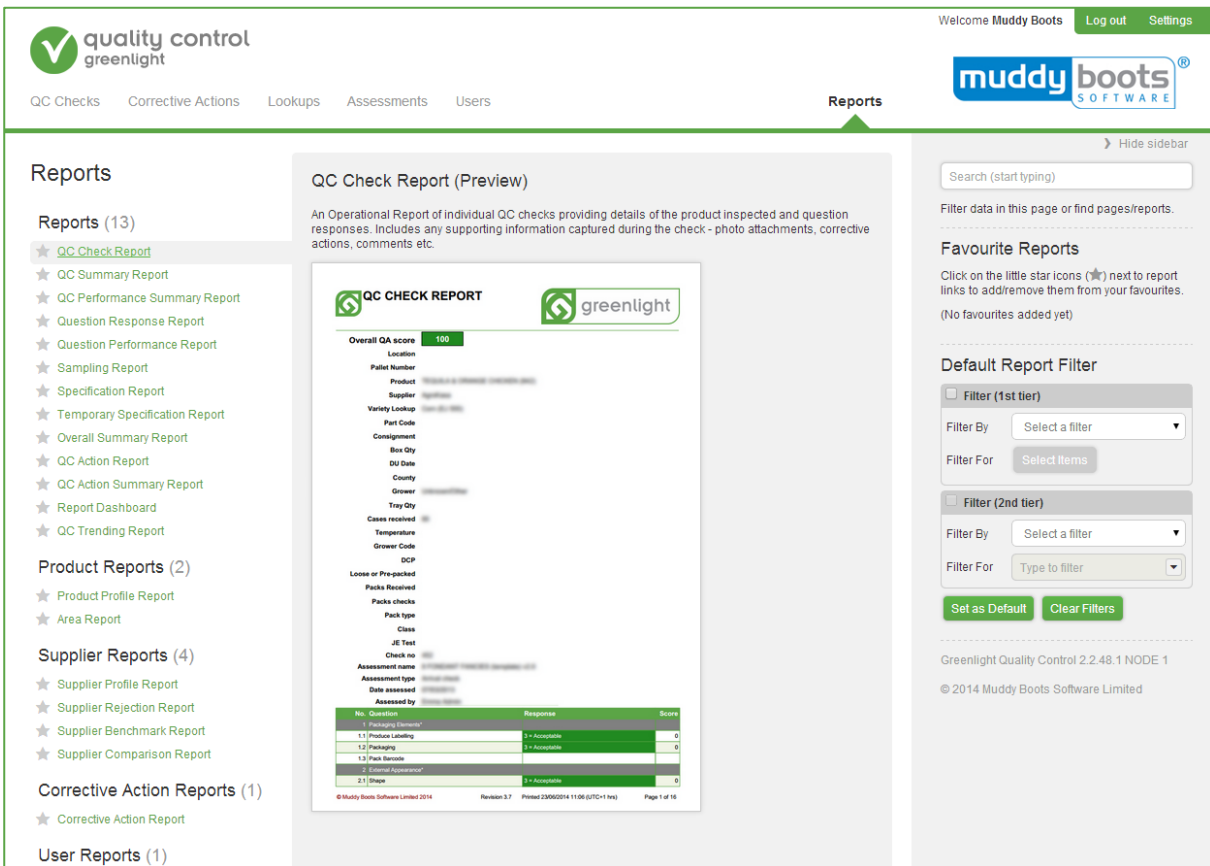 Welcome Muddy Boots
Log out
Settings
quality control
greenlight
muddy boots®
SOFTWARE
QC Checks
Corrective Actions
Lookups
Assessments
Users
Reports
Hide sidebar
Reports
Reports (13)
QC Check Report
QC Summary Report
QC Performance Summary Report
Question Response Report
Question Performance Report
Sampling Report
Specification Report
Temporary Specification Report
Overall Summary Report
QC Action Report
QC Action Summary Report
Report Dashboard
QC Trending Report
Product Reports (2)
Product Profile Report
Area Report
Supplier Reports (4)
Supplier Profile Report
Supplier Rejection Report
Supplier Benchmark Report
Supplier Comparison Report
Corrective Action Reports (1)
Corrective Action Report
User Reports (1)
QC Check Report (Preview)
An Operational Report of individual QC checks providing details of the product inspected and question
responses. Includes any supporting information captured during the check - photo attachments, corrective
actions, comments etc.
QC CHECK REPORT
greenlight
Overall QA score 100
Location
Pallet Number
Product
Supplier
Variety Lookup
Part Code
Consignment
Box Qty
DU Date
County
Grower
Tray Qty
Cases received
Temperature
Grower Code
DCP
Loose or Pre-packed
Packs Received
Packs checks
Pack type
Class
JE Test
Check no
Assessment name
Assessment type
Date assessed
Assessed by
No. Question Response Score
1 Packaging Elements*
1.1 Produce Labelling 3 = Acceptable 0
1.2 Packaging 3 = Acceptable 0
1.3 Pack Barcode
2 External Appearance*
2.1 Shape 3 = Acceptable 0
© Muddy Boots Software Limited 2014 Revision 3.7 Printed 23/06/2014 11:06 (UTC+1 hrs) Page 1 of 16
Search (start typing)
Filter data in this page or find pages/reports.
Favourite Reports
Click on the little star icons (★) next to report
links to add/remove them from your favourites.
(No favourites added yet)
Default Report Filter
Filter (1st tier)
Filter By Select a filter
Filter For Select Items
Filter (2nd tier)
Filter By Select a filter
Filter For Type to filter
Set as Default
Clear Filters
Greenlight Quality Control 2.2.48.1 NODE 1
© 2014 Muddy Boots Software Limited